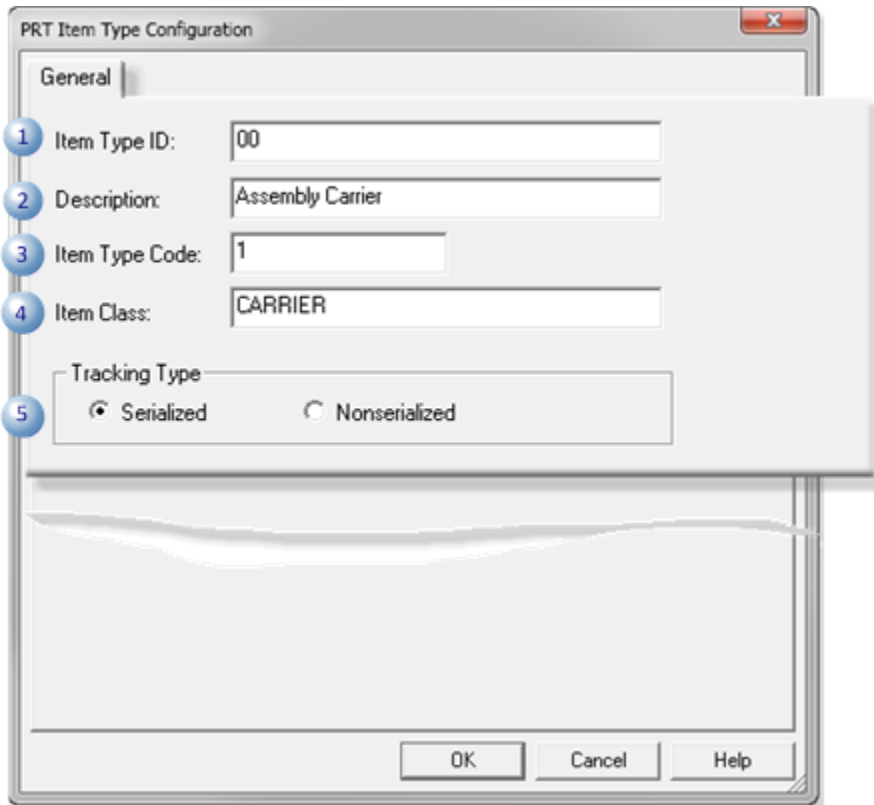 PRT Item Type Configuration
General
1 Item Type ID: 00
2 Description: Assembly Carrier
3 Item Type Code: 1
4 Item Class: CARRIER
Tracking Type
5 Serialized Nonserialized
OK Cancel Help